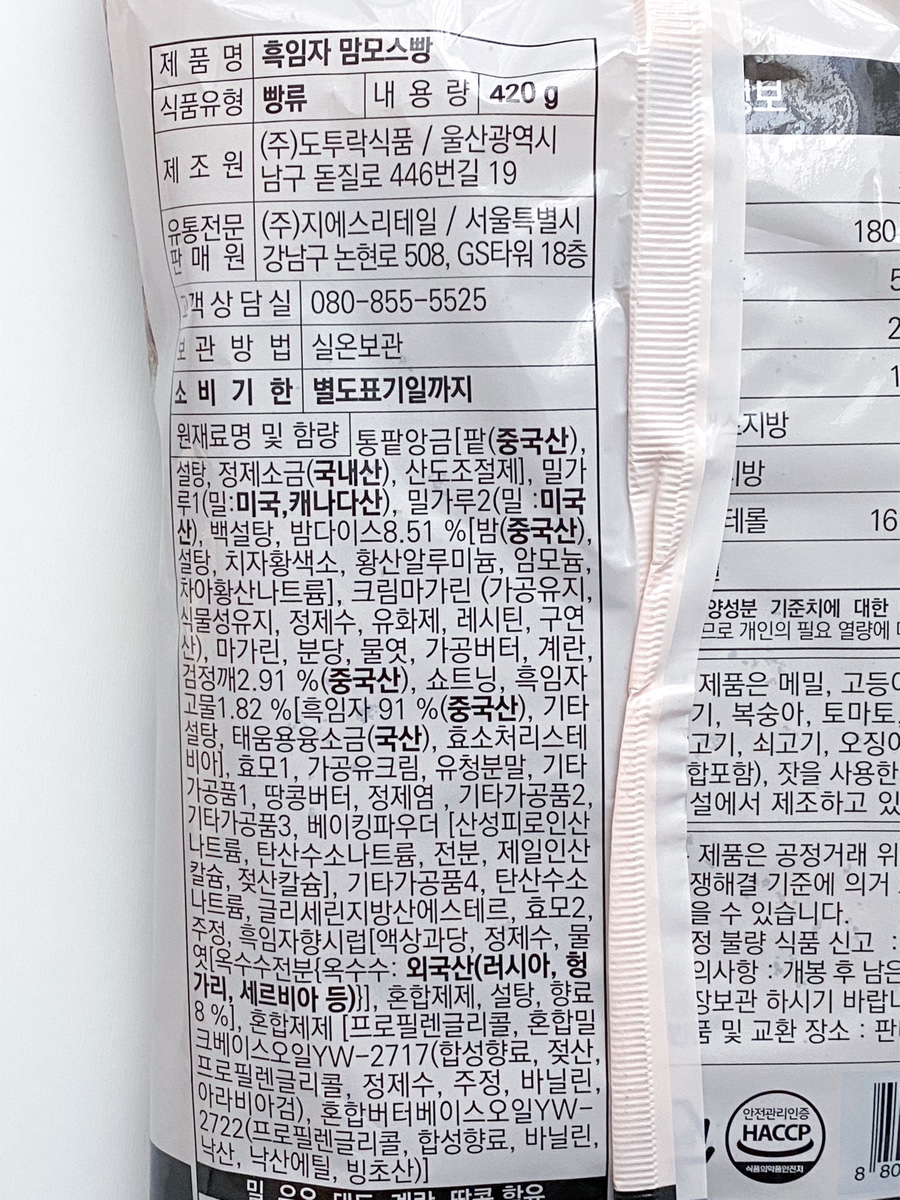 제 품 명 흑임자 맘모스빵
식품유형 빵류 내 용 량 420 g
제 조 원 (주)도투락식품 / 울산광역시
남구 돋질로 446번길 19
유통전문 (주)지에스리테일 / 서울특별시
판 매 원 강남구 논현로 508, GS타워 18층
고객 상 담 실 080-855-5525
보 관 방 법 실온보관
소 비 기 한 별도표기일까지
원재료명 및 함량 통팥앙금[팥(중국산),
설탕, 정제소금(국내산), 산도조절제], 밀가
루1(밀:미국,캐나다산), 밀가루2(밀 :미국
산), 백설탕, 밤다이스8.51 %[밤(중국산),
설탕, 치자황색소, 황산알루미늄, 암모늄,
차아황산나트륨], 크림마가린 (가공유지,
식물성유지, 정제수, 유화제, 레시틴, 구연
산), 마가린, 분당, 물엿, 가공버터, 계란,
검정깨2.91 %(중국산), 쇼트닝, 흑임자
고물1.82 %[흑임자 91 %(중국산), 기타
설탕, 태움용융소금(국산), 효소처리스테
비아], 효모1, 가공유크림, 유청분말, 기타
가공품1, 땅콩버터, 정제염 , 기타가공품2,
기타가공품3, 베이킹파우더 [산성피로인산
나트륨, 탄산수소나트륨, 전분, 제일인산
칼슘, 젖산칼슘], 기타가공품4, 탄산수소
나트륨, 글리세린지방산에스테르, 효모2,
주정, 흑임자향시럽[액상과당, 정제수, 물
엿[옥수수전분{옥수수: 외국산(러시아, 헝
가리, 세르비아 등)}], 혼합제제, 설탕, 향료
8 %], 혼합제제 [프로필렌글리콜, 혼합밀
크베이스오일YW-2717(합성향료, 젖산,
프로필렌글리콜, 정제수, 주정, 바닐린,
아라비아검), 혼합버터베이스오일YW-
2722(프로필렌글리콜, 합성향료, 바닐린,
낙산, 낙산에틸, 빙초산)]
밀, 우유, 대두, 계란, 땅콩 함유
정보
180
5
2
1
스지방
지방
테롤 16
양성분 기준치에 대한
므로 개인의 필요 열량에
제품은 메밀, 고등어
기, 복숭아, 토마토,
고기, 쇠고기, 오징어
합포함), 잣을 사용한
설에서 제조하고 있
제품은 공정거래 위
쟁해결 기준에 의거
을 수 있습니다.
정 불량 식품 신고 :
의사항 : 개봉 후 남은
장보관 하시기 바랍니
품 및 교환 장소 : 판
안전관리인증
HACCP
식품의약품안전처
8 80